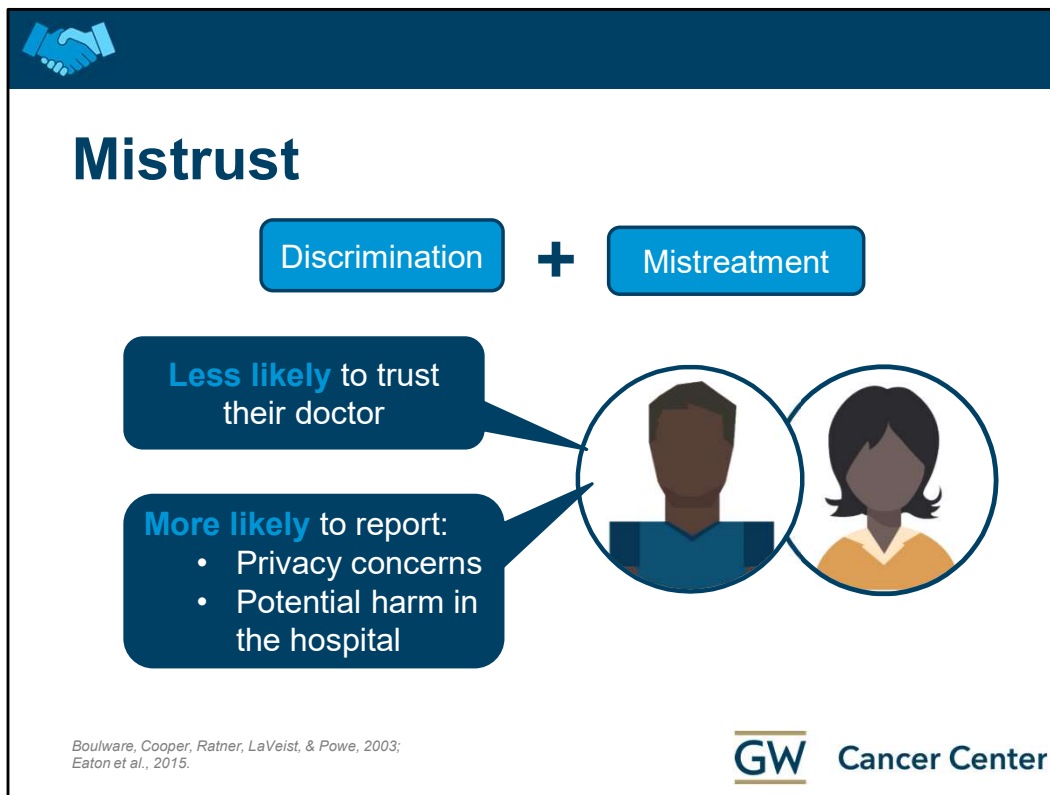 Mistrust
Discrimination
+
Mistreatment
Less likely to trust
their doctor
More likely to report:
• Privacy concerns
• Potential harm in
the hospital
Boulware, Cooper, Ratner, LaVeist, & Powe, 2003;
Eaton et al., 2015.
GW Cancer Center